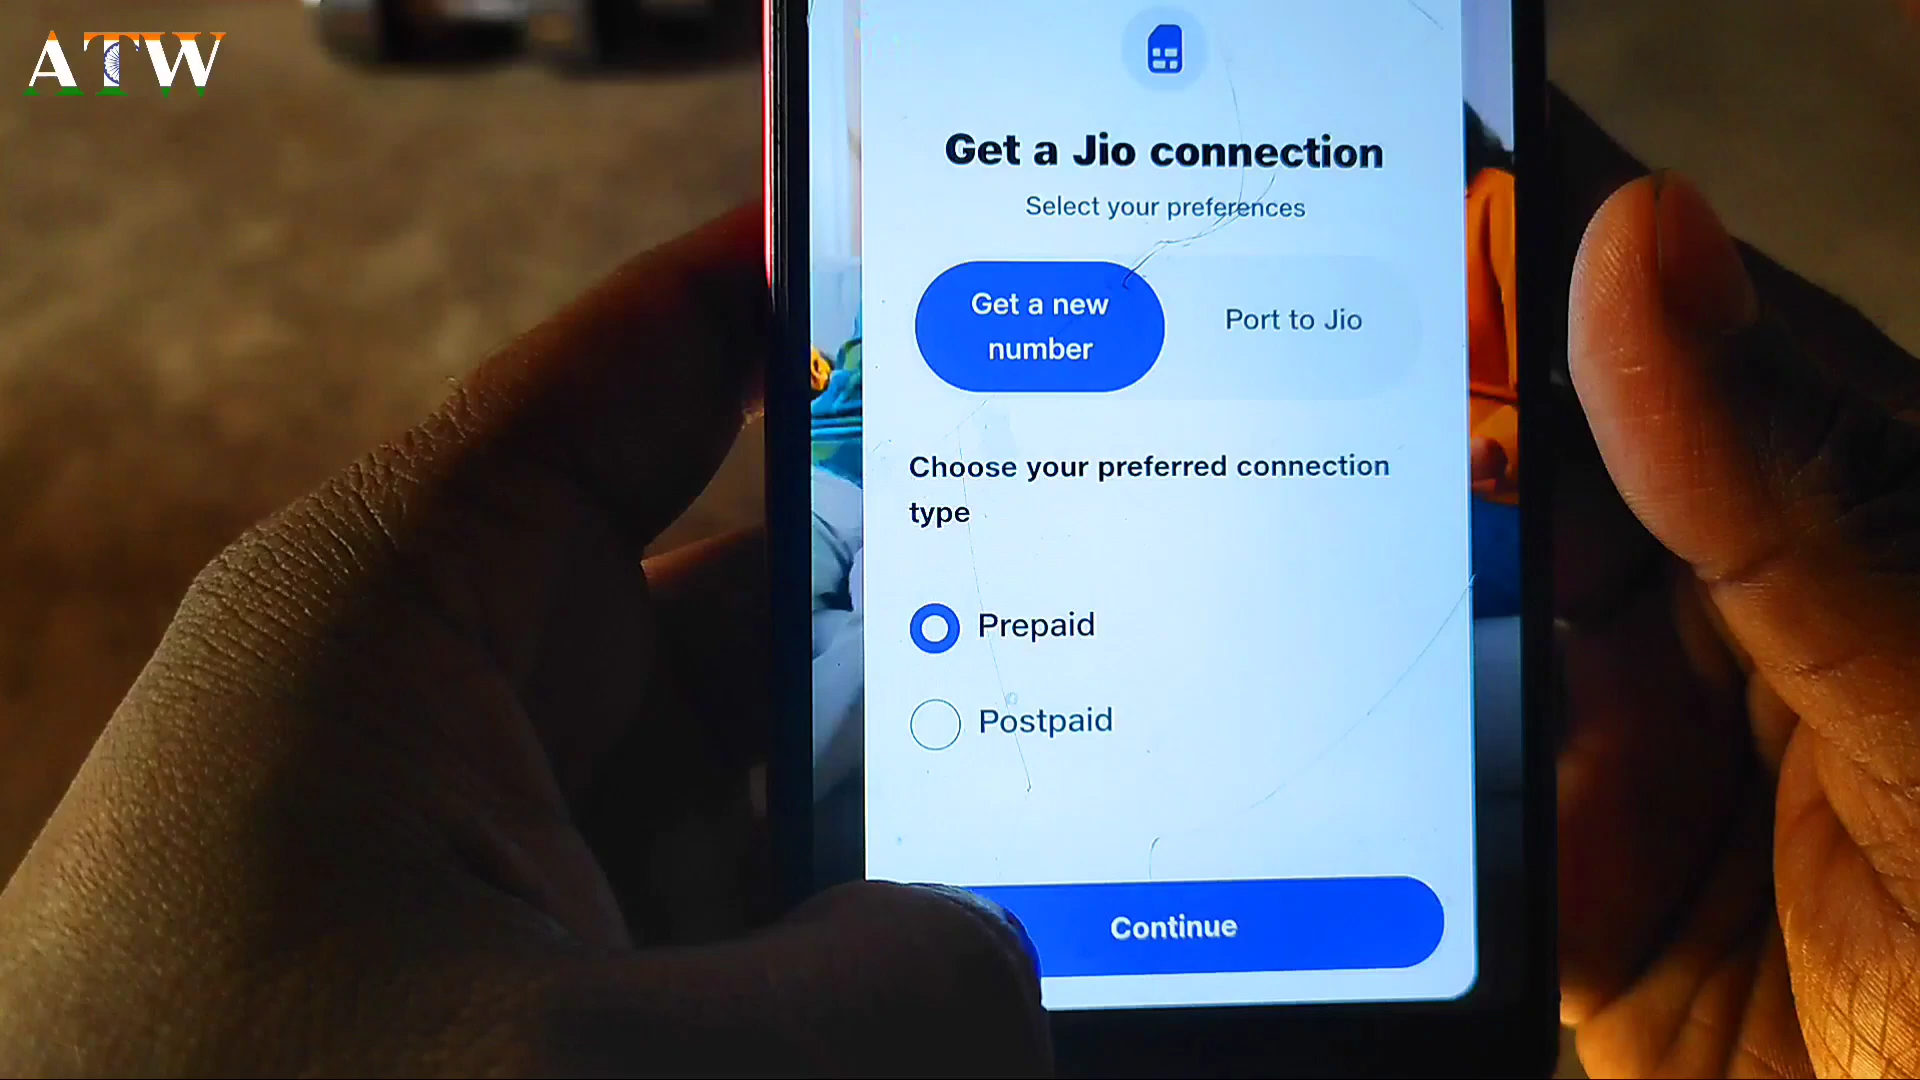 ATW
Get a Jio connection
Select your preferences
Get a new
number
Port to Jio
Choose your preferred connection
type
Prepaid
Postpaid
Continue